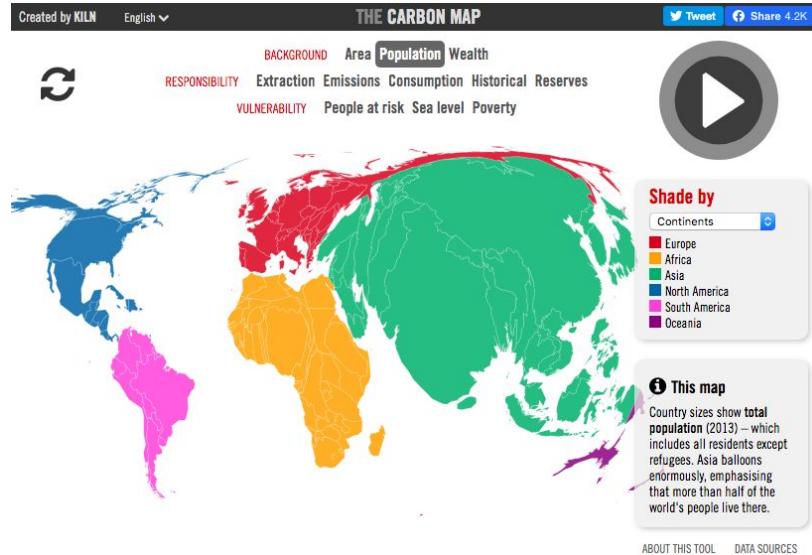 Created by KILN English THE CARBON MAP Tweet Share 4.2K
BACKGROUND Area Population Wealth
RESPONSIBILITY Extraction Emissions Consumption Historical Reserves
VULNERABILITY People at risk Sea level Poverty
Shade by
Continents
Europe
Africa
Asia
North America
South America
Oceania
This map
Country sizes show total
population (2013) – which
includes all residents except
refugees. Asia balloons
enormously, emphasising
that more than half of the
world's people live there.
ABOUT THIS TOOL DATA SOURCES